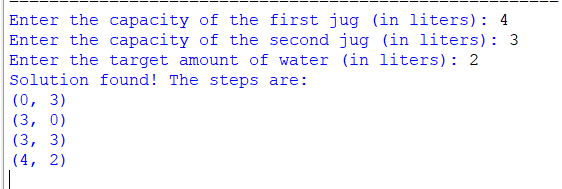 Enter the capacity of the first jug (in liters): 4
Enter the capacity of the second jug (in liters): 3
Enter the target amount of water (in liters): 2
Solution found! The steps are:
(0, 3)
(3, 0)
(3, 3)
(4, 2)